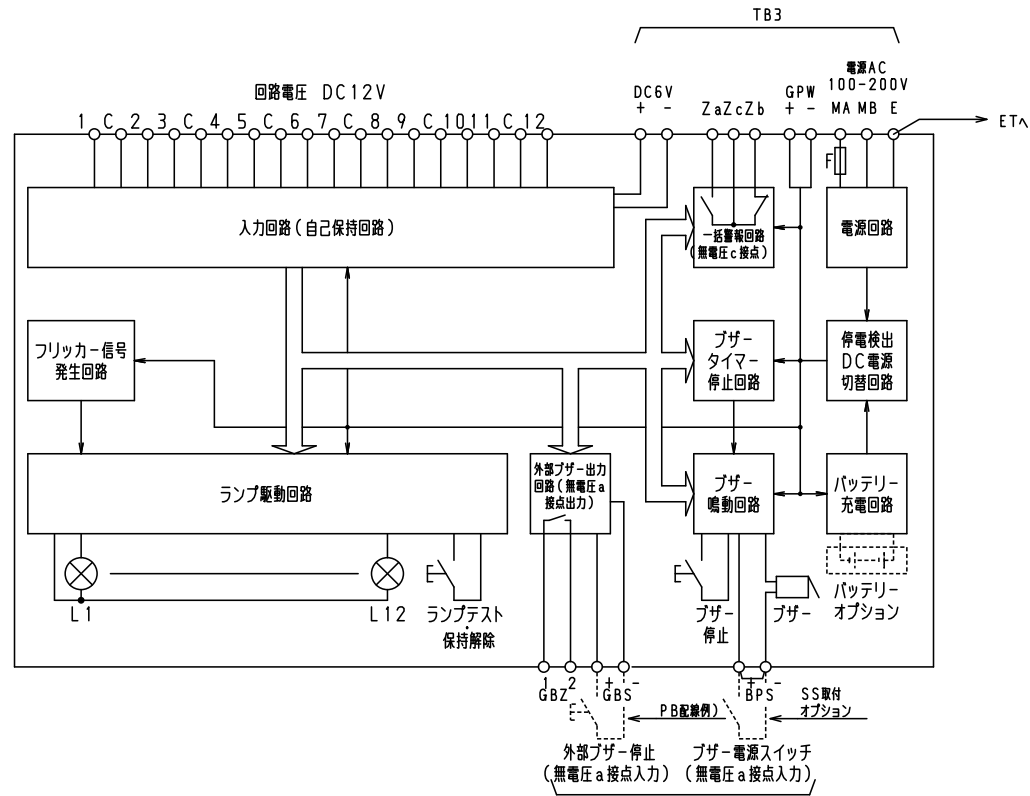 TB3
電源AC
100-200V
回路電圧 DC12V
DC6V
+ -
Za Zc Zb
GPW
+ -
MA MB E
1 C 2 3 C 4 5 C 6 7 C 8 9 C 10 11 C 12
ETへ
F
入力回路(自己保持回路)
一括警報回路
(無電圧c接点)
電源回路
フリッカー信号
発生回路
ブザー
タイマー
停止回路
停電検出
DC電源
切替回路
ランプ駆動回路
外部ブザー出力
回路(無電圧a
接点出力)
ブザー
鳴動回路
バッテリー
充電回路
L1
L12
ランプテスト
・
保持解除
ブザー
停止
ブザー
バッテリー
オプション
1 2
GBZ
+ -
GBS
+ -
BPS
SS取付
オプション
PB配線例)
外部ブザー停止
(無電圧a接点入力)
ブザー電源スイッチ
(無電圧a接点入力)